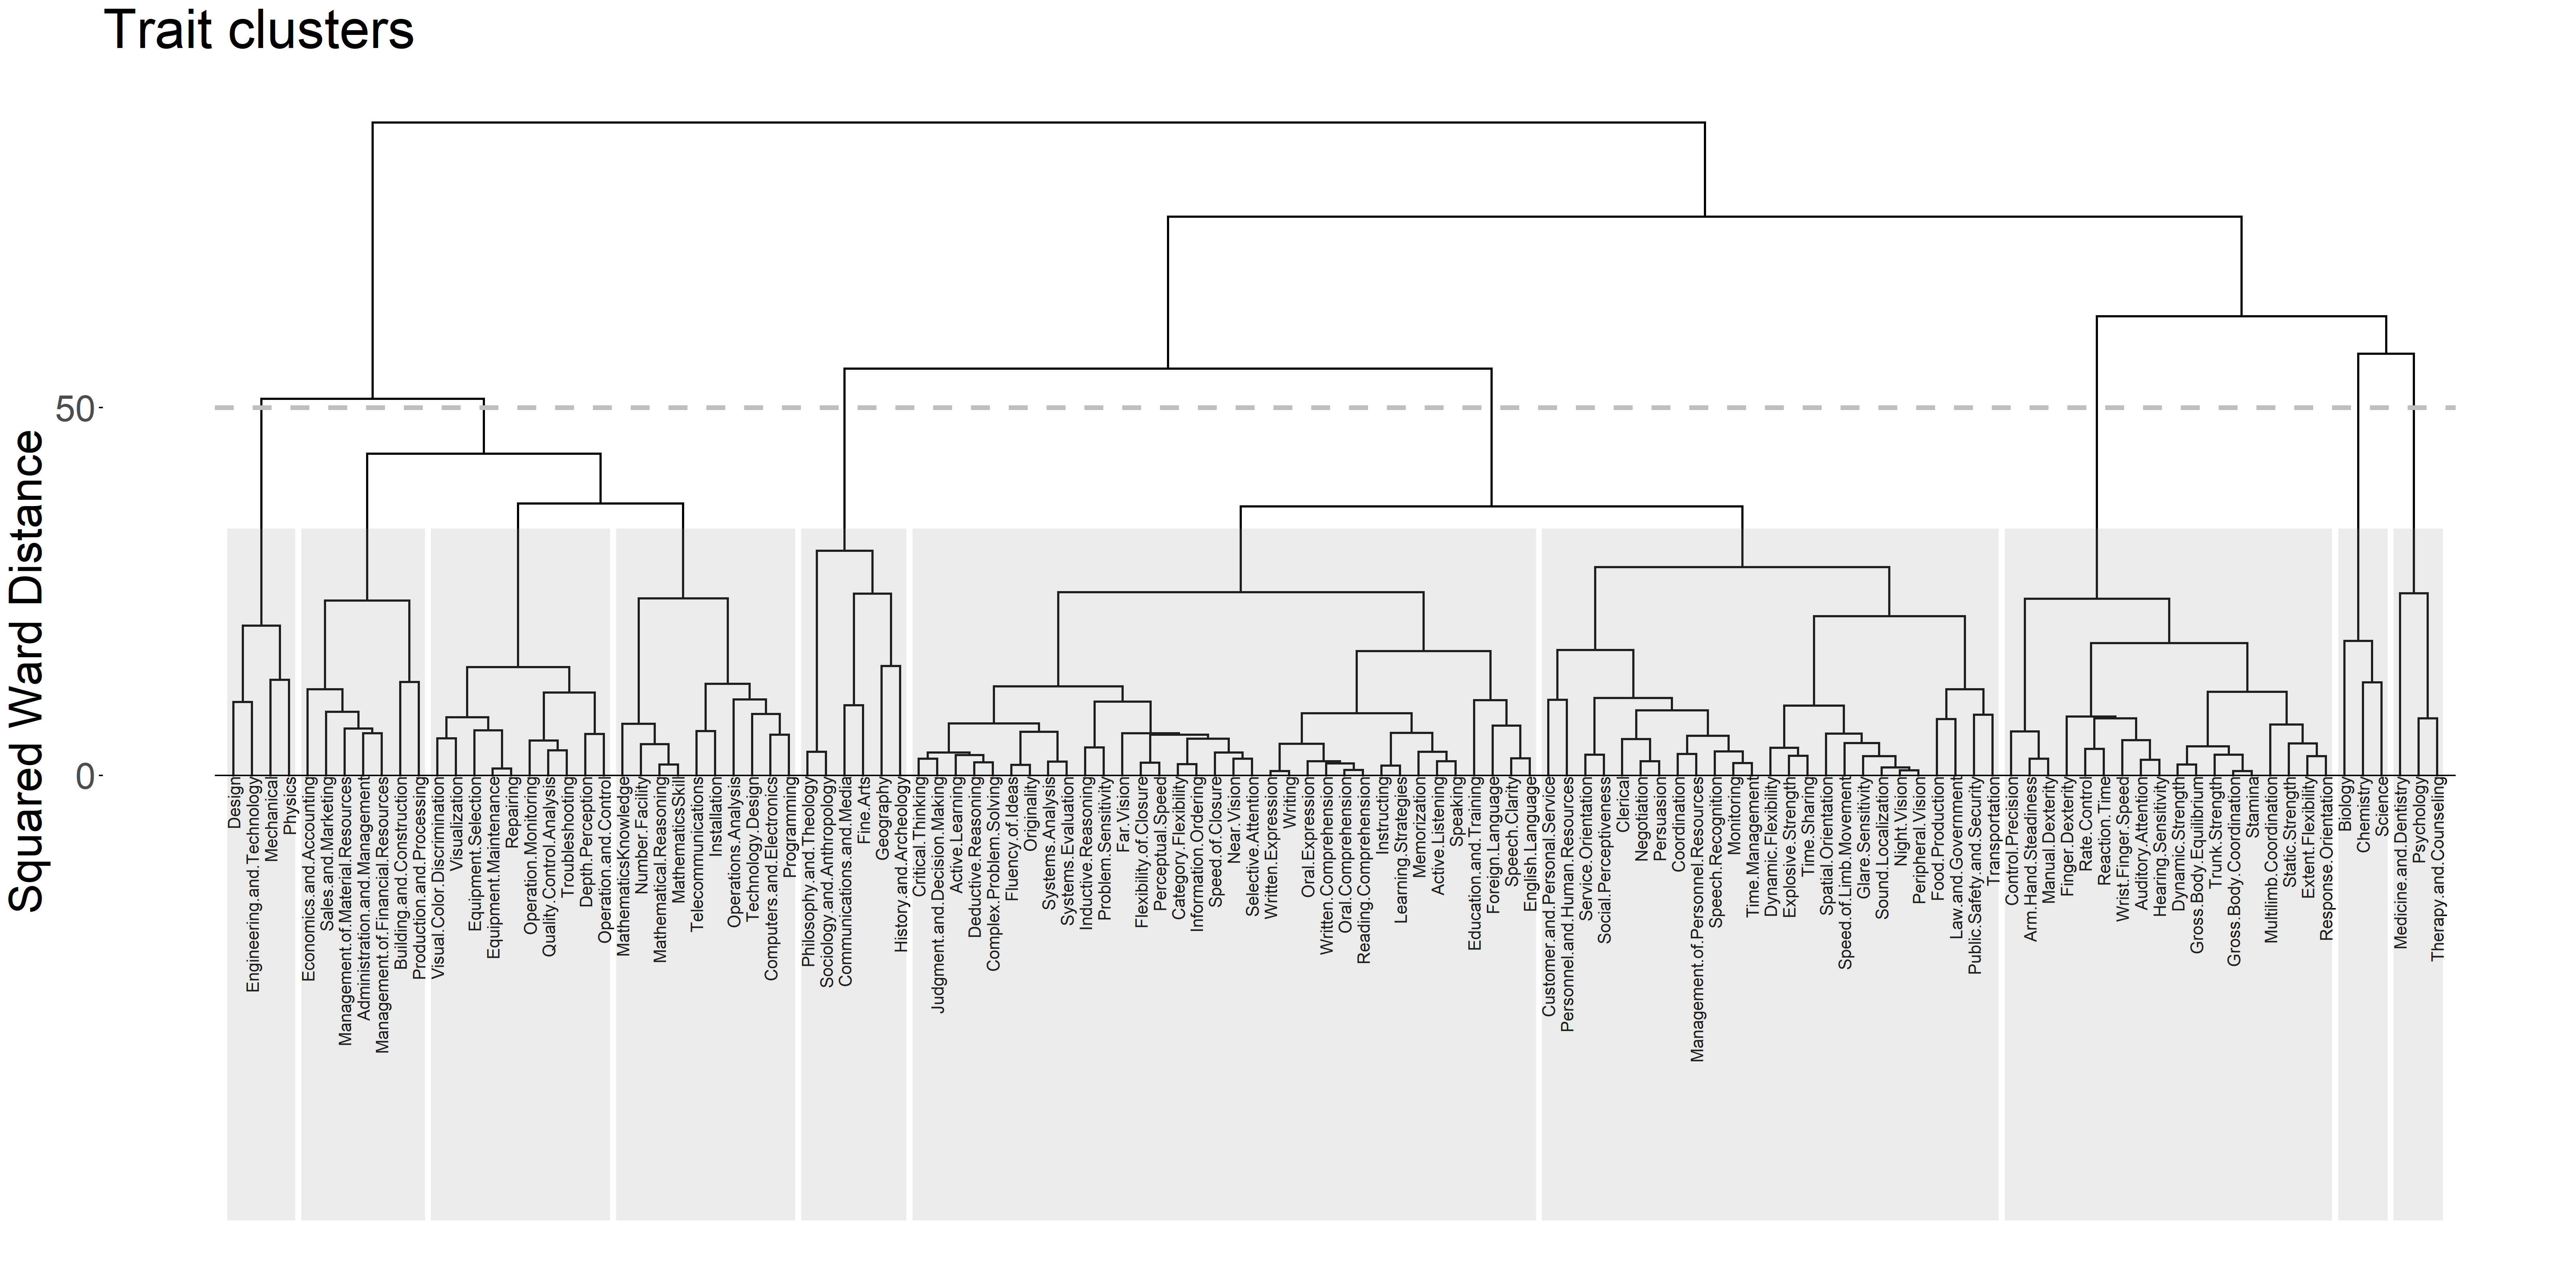 Trait clusters
Squared Ward Distance
50
0
Design
Engineering.and.Technology
Mechanical
Physics
Economics.and.Accounting
Sales.and.Marketing
Management.of.Material.Resources
Administration.and.Management
Management.of.Financial.Resources
Building.and.Construction
Production.and.Processing
Visual.Color.Discrimination
Visualization
Equipment.Selection
Equipment.Maintenance
Repairing
Operation.Monitoring
Quality.Control.Analysis
Troubleshooting
Depth.Perception
Operation.and.Control
MathematicsKnowledge
Number.Facility
Mathematical.Reasoning
MathematicsSkill
Telecommunications
Installation
Operations.Analysis
Technology.Design
Computers.and.Electronics
Programming
Philosophy.and.Theology
Sociology.and.Anthropology
Communications.and.Media
Fine.Arts
Geography
History.and.Archeology
Critical.Thinking
Judgment.and.Decision.Making
Active.Learning
Deductive.Reasoning
Complex.Problem.Solving
Fluency.of.Ideas
Originality
Systems.Analysis
Systems.Evaluation
Inductive.Reasoning
Problem.Sensitivity
Far.Vision
Flexibility.of.Closure
Perceptual.Speed
Category.Flexibility
Information.Ordering
Speed.of.Closure
Near.Vision
Selective.Attention
Written.Expression
Writing
Oral.Expression
Written.Comprehension
Oral.Comprehension
Reading.Comprehension
Instructing
Learning.Strategies
Memorization
Active.Listening
Speaking
Education.and.Training
Foreign.Language
Speech.Clarity
English.Language
Customer.and.Personal.Service
Personnel.and.Human.Resources
Service.Orientation
Social.Perceptiveness
Clerical
Negotiation
Persuasion
Coordination
Management.of.Personnel.Resources
Speech.Recognition
Monitoring
Time.Management
Dynamic.Flexibility
Explosive.Strength
Time.Sharing
Spatial.Orientation
Speed.of.Limb.Movement
Glare.Sensitivity
Sound.Localization
Night.Vision
Peripheral.Vision
Food.Production
Law.and.Government
Public.Safety.and.Security
Transportation
Control.Precision
Arm.Hand.Steadiness
Manual.Dexterity
Finger.Dexterity
Rate.Control
Reaction.Time
Wrist.Finger.Speed
Auditory.Attention
Hearing.Sensitivity
Dynamic.Strength
Gross.Body.Equilibrium
Trunk.Strength
Gross.Body.Coordination
Stamina
Multilimb.Coordination
Static.Strength
Extent.Flexibility
Response.Orientation
Biology
Chemistry
Science
Medicine.and.Dentistry
Psychology
Therapy.and.Counseling